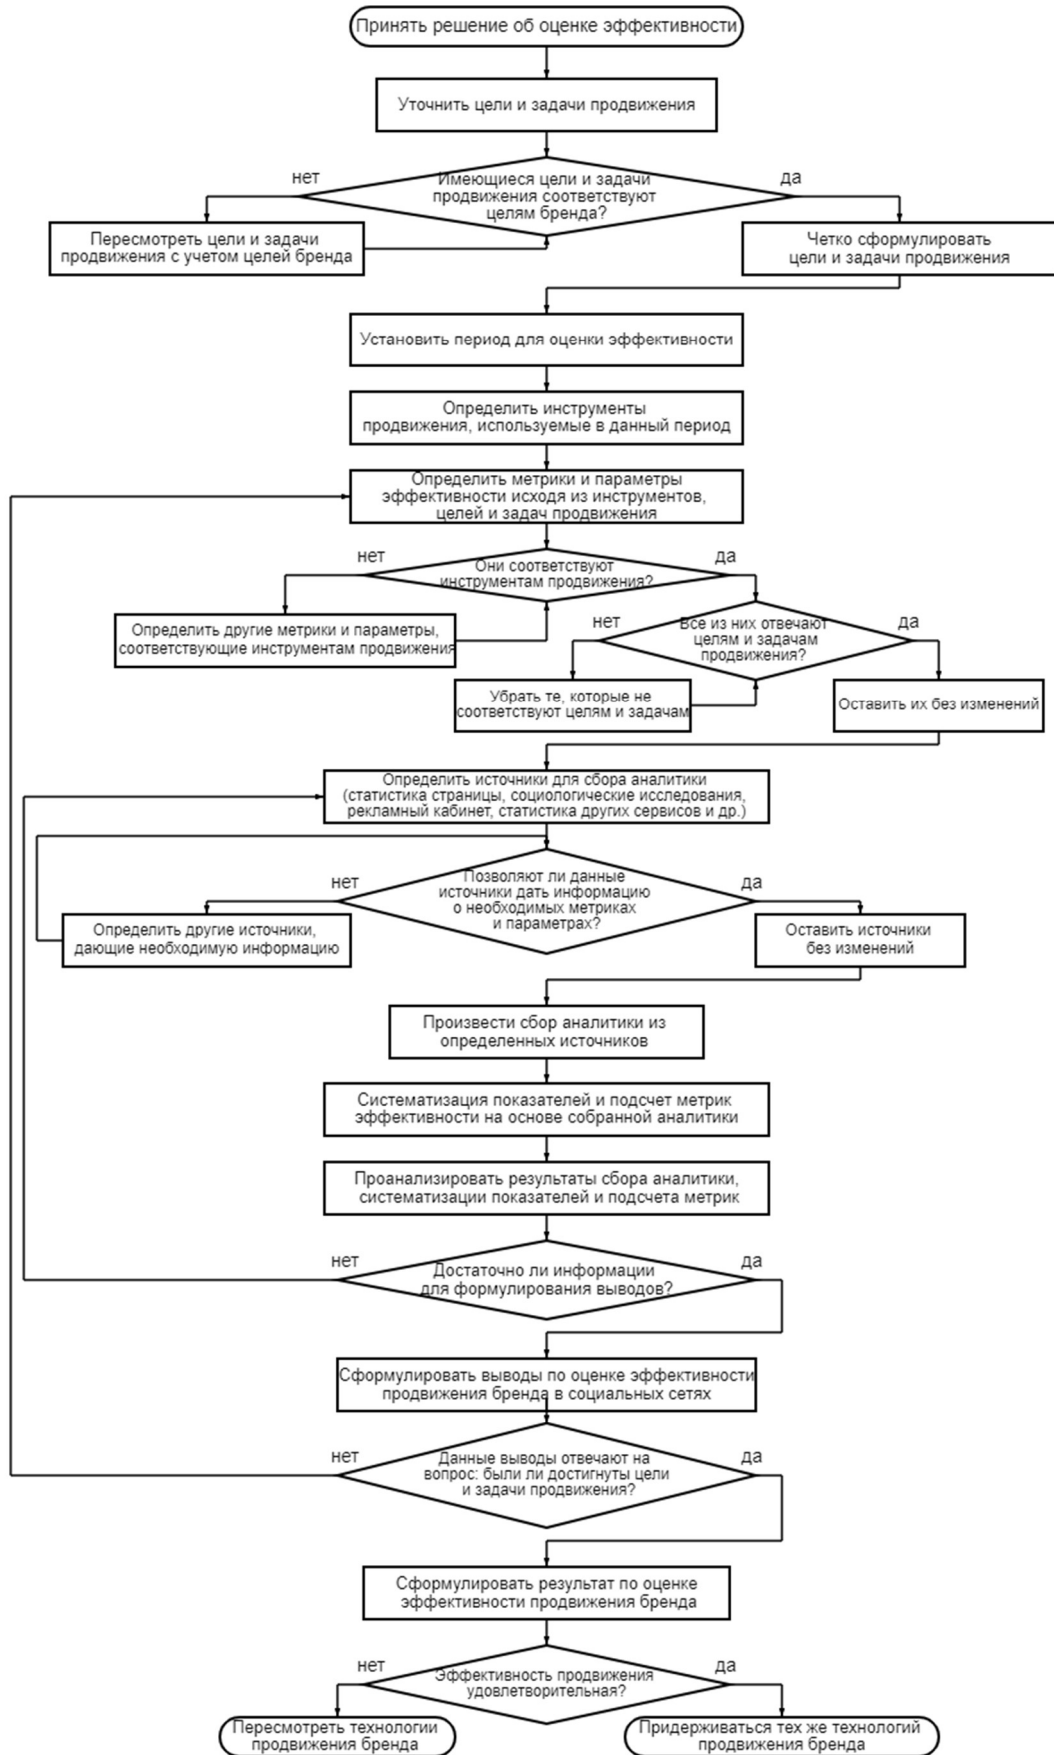 Принять решение об оценке эффективности
Уточнить цели и задачи продвижения
нет
Имеющиеся цели и задачи
продвижения соответствуют
целям бренда?
да
Пересмотреть цели и задачи
продвижения с учетом целей бренда
Четко сформулировать
цели и задачи продвижения
Установить период для оценки эффективности
Определить инструменты
продвижения, используемые в данный период
Определить метрики и параметры
эффективности исходя из инструментов,
целей и задач продвижения
нет
Они соответствуют
инструментам продвижения?
да
Определить другие метрики и параметры,
соответствующие инструментам продвижения
нет
Все из них отвечают
целям и задачам
продвижения?
да
Убрать те, которые не
соответствуют целям и задачам
Оставить их без изменений
Определить источники для сбора аналитики
(статистика страницы, социологические исследования,
рекламный кабинет, статистика других сервисов и др.)
нет
Позволяют ли данные
источники дать информацию
о необходимых метриках
и параметрах?
да
Определить другие источники,
дающие необходимую информацию
Оставить источники
без изменений
Произвести сбор аналитики из
определенных источников
Систематизация показателей и подсчет метрик
эффективности на основе собранной аналитики
Проанализировать результаты сбора аналитики,
систематизации показателей и подсчета метрик
нет
Достаточно ли информации
для формулирования выводов?
да
Сформулировать выводы по оценке эффективности
продвижения бренда в социальных сетях
нет
Данные выводы отвечают на
вопрос: были ли достигнуты цели
и задачи продвижения?
да
Сформулировать результат по оценке
эффективности продвижения бренда
нет
Эффективность продвижения
удовлетворительная?
да
Пересмотреть технологии
продвижения бренда
Придерживаться тех же технологий
продвижения бренда